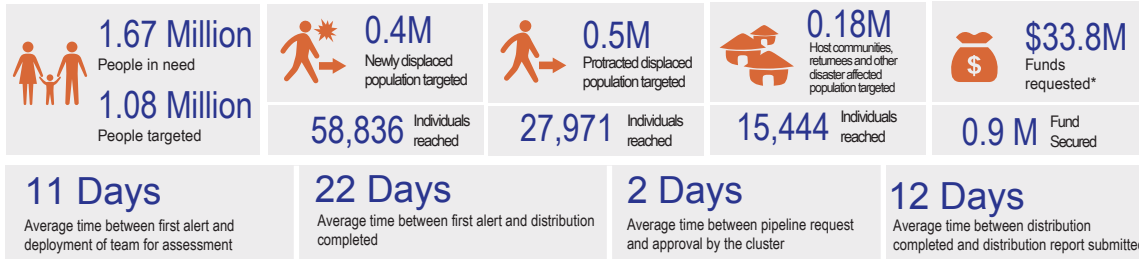 1.67 Million
People in need
1.08 Million
People targeted
0.4M
Newly displaced
population targeted
58,836 Individuals
reached
0.5M
Protracted displaced
population targeted
27,971 Individuals
reached
0.18M
Host communities,
returnees and other
disaster affected
population targeted
15,444 Individuals
reached
$
$33.8M
Funds
requested*
0.9 M Fund
Secured
11 Days
Average time between first alert and
deployment of team for assessment
22 Days
Average time between first alert and distribution
completed
2 Days
Average time between pipeline request
and approval by the cluster
12 Days
Average time between distribution
completed and distribution report submitted